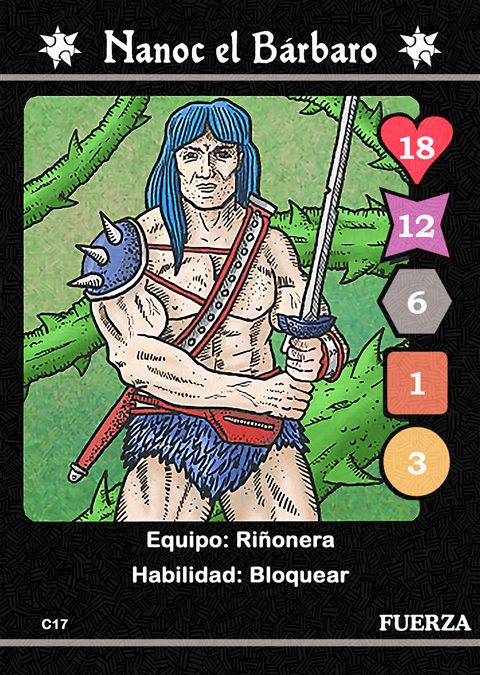 Nanoc el Bárbaro
18
12
6
1
3
Equipo: Riñonera
Habilidad: Bloquear
C17 FUERZA